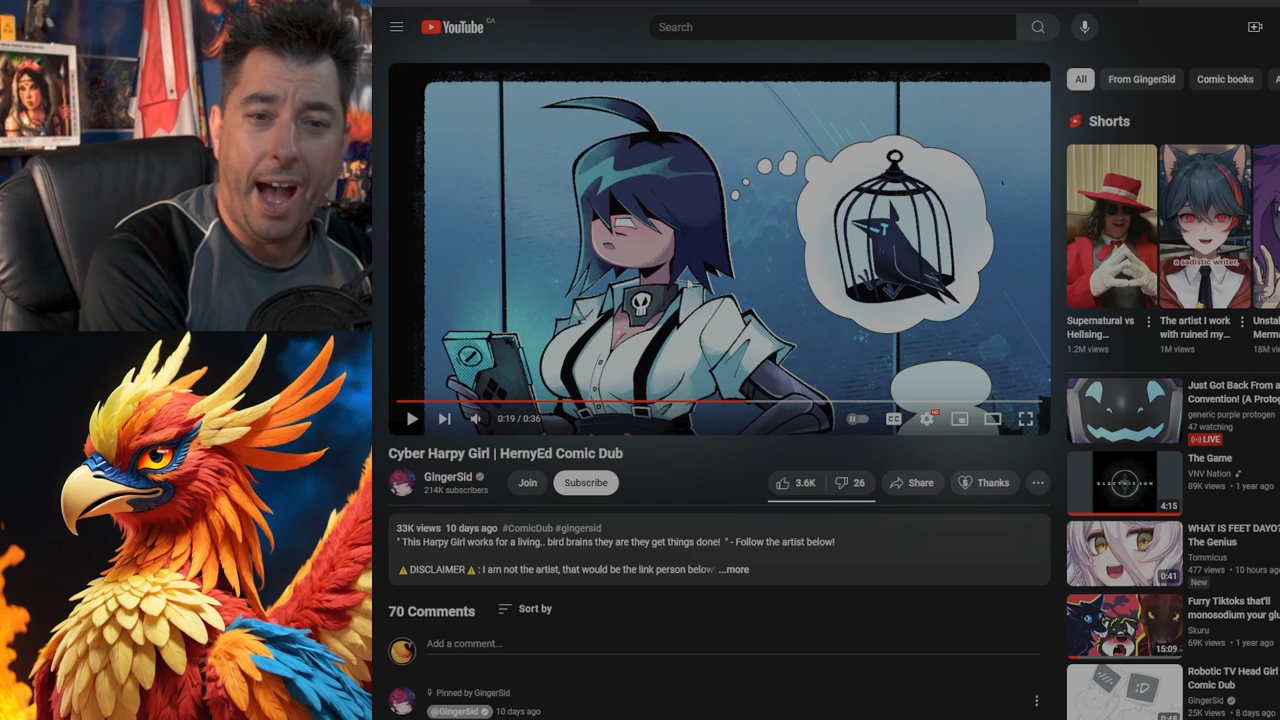 YouTube CA
Search
All
From GingerSid
Comic books
Shorts
a sadistic writer,
Supernatural vs
Hellsing...
1.2M views
The artist I work
with ruined my...
1M views
18M vi
0:19 / 0:36
CC
HD
Cyber Harpy Girl | HernyEd Comic Dub
GingerSid
214K subscribers
Join
Subscribe
3.6K
26
Share
Thanks
33K views 10 days ago #ComicDub #gingersid
" This Harpy Girl works for a living.. bird brains they are they get things done! " - Follow the artist below!
⚠️DISCLAIMER⚠️: I am not the artist, that would be the link person below ...more
70 Comments
Sort by
Add a comment...
Pinned by GingerSid
@GingerSid
10 days ago
Just Got Back From a
Convention! (A Protog
generic purple protogen
47 watching
LIVE
The Game
VNV Nation
89K views • 1 year ago
4:15
WHAT IS FEET DAYO?
The Genius
Tommicus
477 views • 10 hours ag
New
0:41
Furry Tiktoks that'll
monosodium your glu
Skuru
69K views • 1 year ago
15:09
Robotic TV Head Girl
Comic Dub
GingerSid
25K views • 8 days ago
:D
0:48